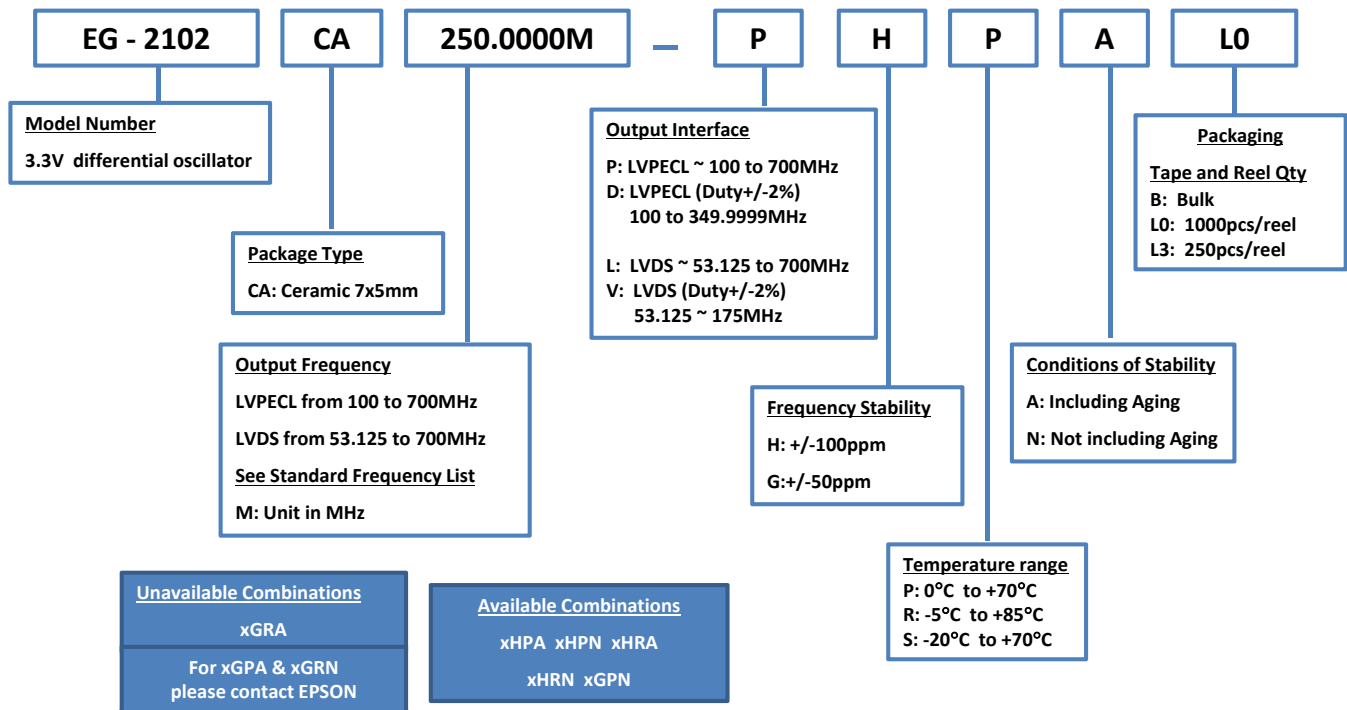 EG - 2102 CA 250.0000M – P H P A L0
Model Number
3.3V differential oscillator
Package Type
CA: Ceramic 7x5mm
Output Frequency
LVPECL from 100 to 700MHz
LVDS from 53.125 to 700MHz
See Standard Frequency List
M: Unit in MHz
Output Interface
P: LVPECL ~ 100 to 700MHz
D: LVPECL (Duty+/-2%)
100 to 349.9999MHz
L: LVDS ~ 53.125 to 700MHz
V: LVDS (Duty+/-2%)
53.125 ~ 175MHz
Frequency Stability
H: +/-100ppm
G:+/-50ppm
Temperature range
P: 0°C to +70°C
R: -5°C to +85°C
S: -20°C to +70°C
Conditions of Stability
A: Including Aging
N: Not including Aging
Packaging
Tape and Reel Qty
B: Bulk
L0: 1000pcs/reel
L3: 250pcs/reel
Unavailable Combinations
xGRA
For xGPA & xGRN
please contact EPSON
Available Combinations
xHPA xHPN xHRA
xHRN xGPN